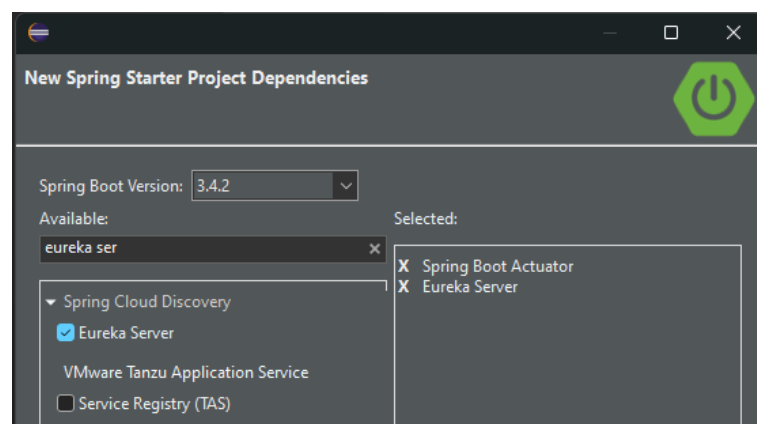 New Spring Starter Project Dependencies
Spring Boot Version: 3.4.2
Available:
Selected:
eureka ser
X Spring Boot Actuator
X Eureka Server
Spring Cloud Discovery
Eureka Server
VMware Tanzu Application Service
Service Registry (TAS)